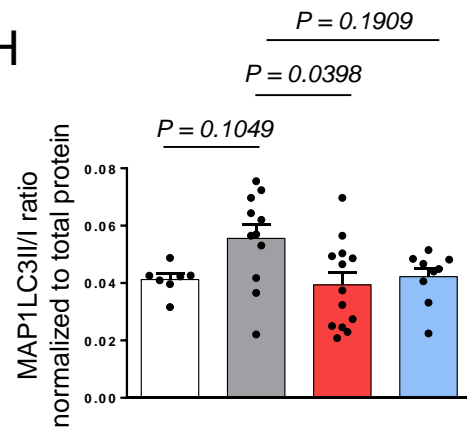 H
P = 0.1909
P = 0.0398
P = 0.1049
MAP1LC3II/I ratio
normalized to total protein
0.08
0.06
0.04
0.02
0.00